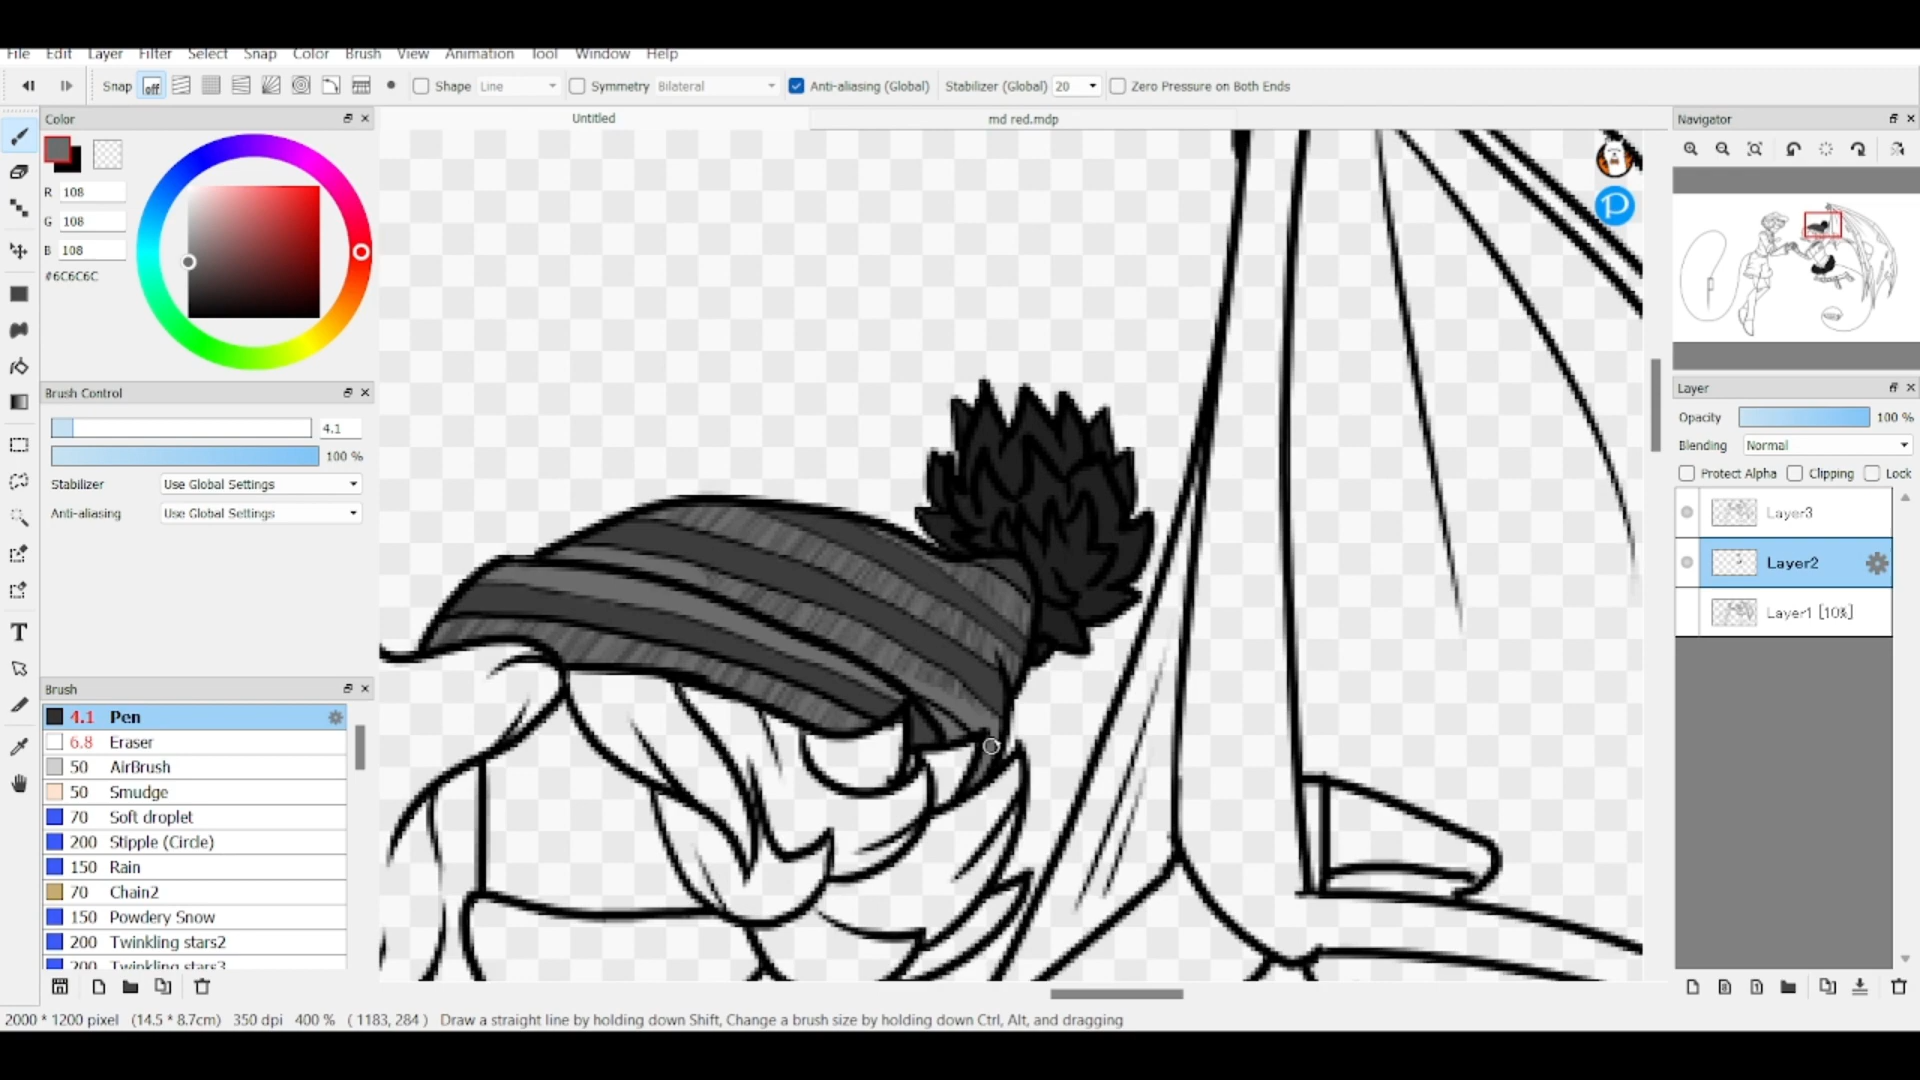 File Edit Layer Filter Select Snap Color Brush View Animation Tool Window Help
Snap off Shape Line Symmetry Bilateral Anti-aliasing (Global) Stabilizer (Global) 20 Zero Pressure on Both Ends
Color
Untitled
md red.mdp
Navigator
R 108
G 108
B 108
#6C6C6C
Brush Control
4.1
100 %
Stabilizer Use Global Settings
Anti-aliasing Use Global Settings
Layer
Opacity 100 %
Blending Normal
Protect Alpha Clipping Lock
Layer3
Layer2
Layer1 [10%]
Brush
4.1 Pen
6.8 Eraser
50 AirBrush
50 Smudge
70 Soft droplet
200 Stipple (Circle)
150 Rain
70 Chain2
150 Powdery Snow
200 Twinkling stars2
200 Twinkling stars3
T
P
2000 * 1200 pixel (14.5 * 8.7cm) 350 dpi 400 % ( 1183, 284 ) Draw a straight line by holding down Shift, Change a brush size by holding down Ctrl, Alt, and dragging